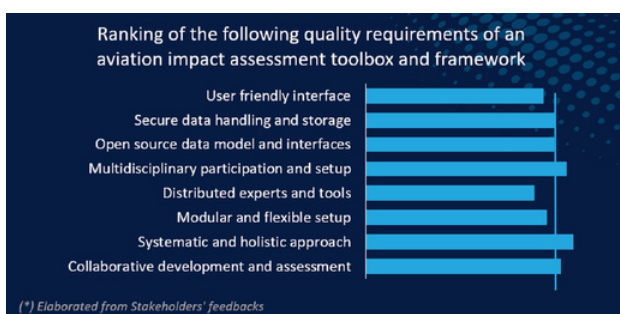 Ranking of the following quality requirements of an
aviation impact assessment toolbox and framework
User friendly interface
Secure data handling and storage
Open source data model and interfaces
Multidisciplinary participation and setup
Distributed experts and tools
Modular and flexible setup
Systematic and holistic approach
Collaborative development and assessment
(*) Elaborated from Stakeholders' feedbacks